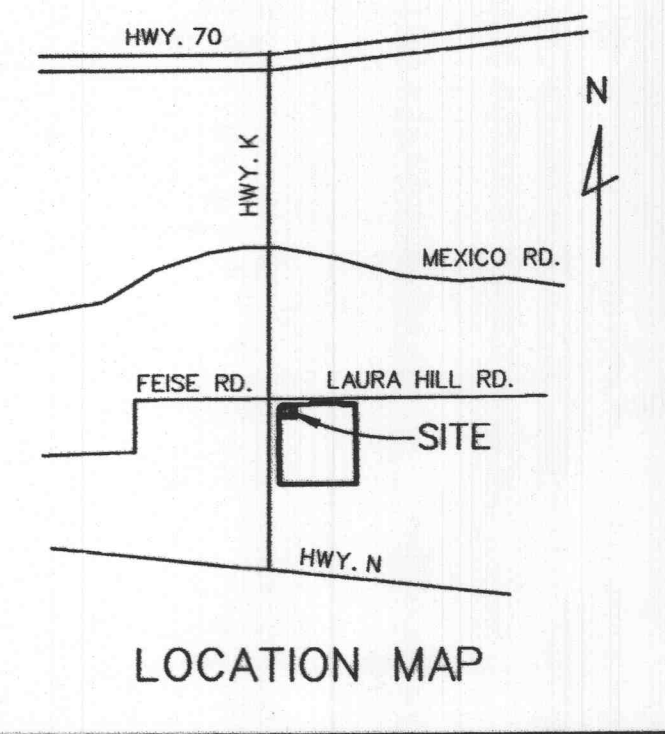 HWY. 70
N
HWY. K
MEXICO RD.
FEISE RD.
LAURA HILL RD.
SITE
HWY. N
LOCATION MAP